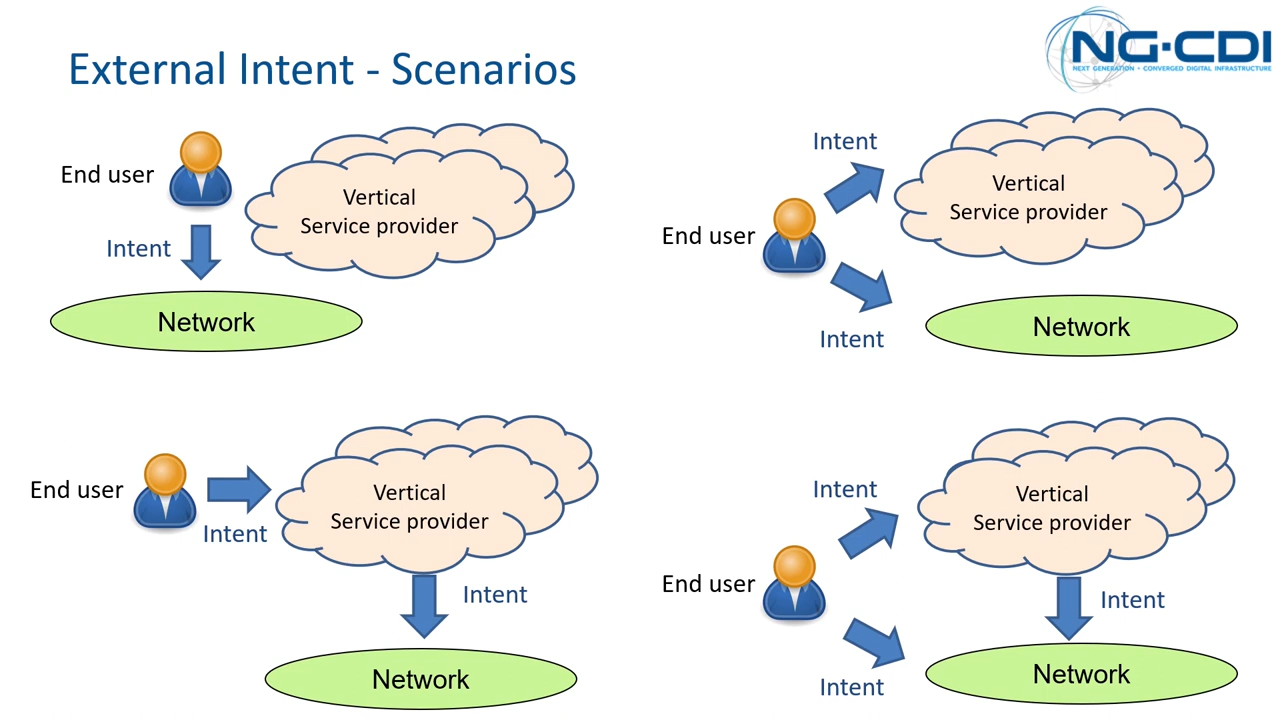 External Intent - Scenarios
NG-CDI
NEXT GENERATION • CONVERGED DIGITAL INFRASTRUCTURE
End user
Vertical
Service provider
Intent
Network
Intent
Vertical
Service provider
End user
Intent
Network
End user
Vertical
Service provider
Intent
Intent
Network
Intent
Vertical
Service provider
End user
Intent
Intent
Network